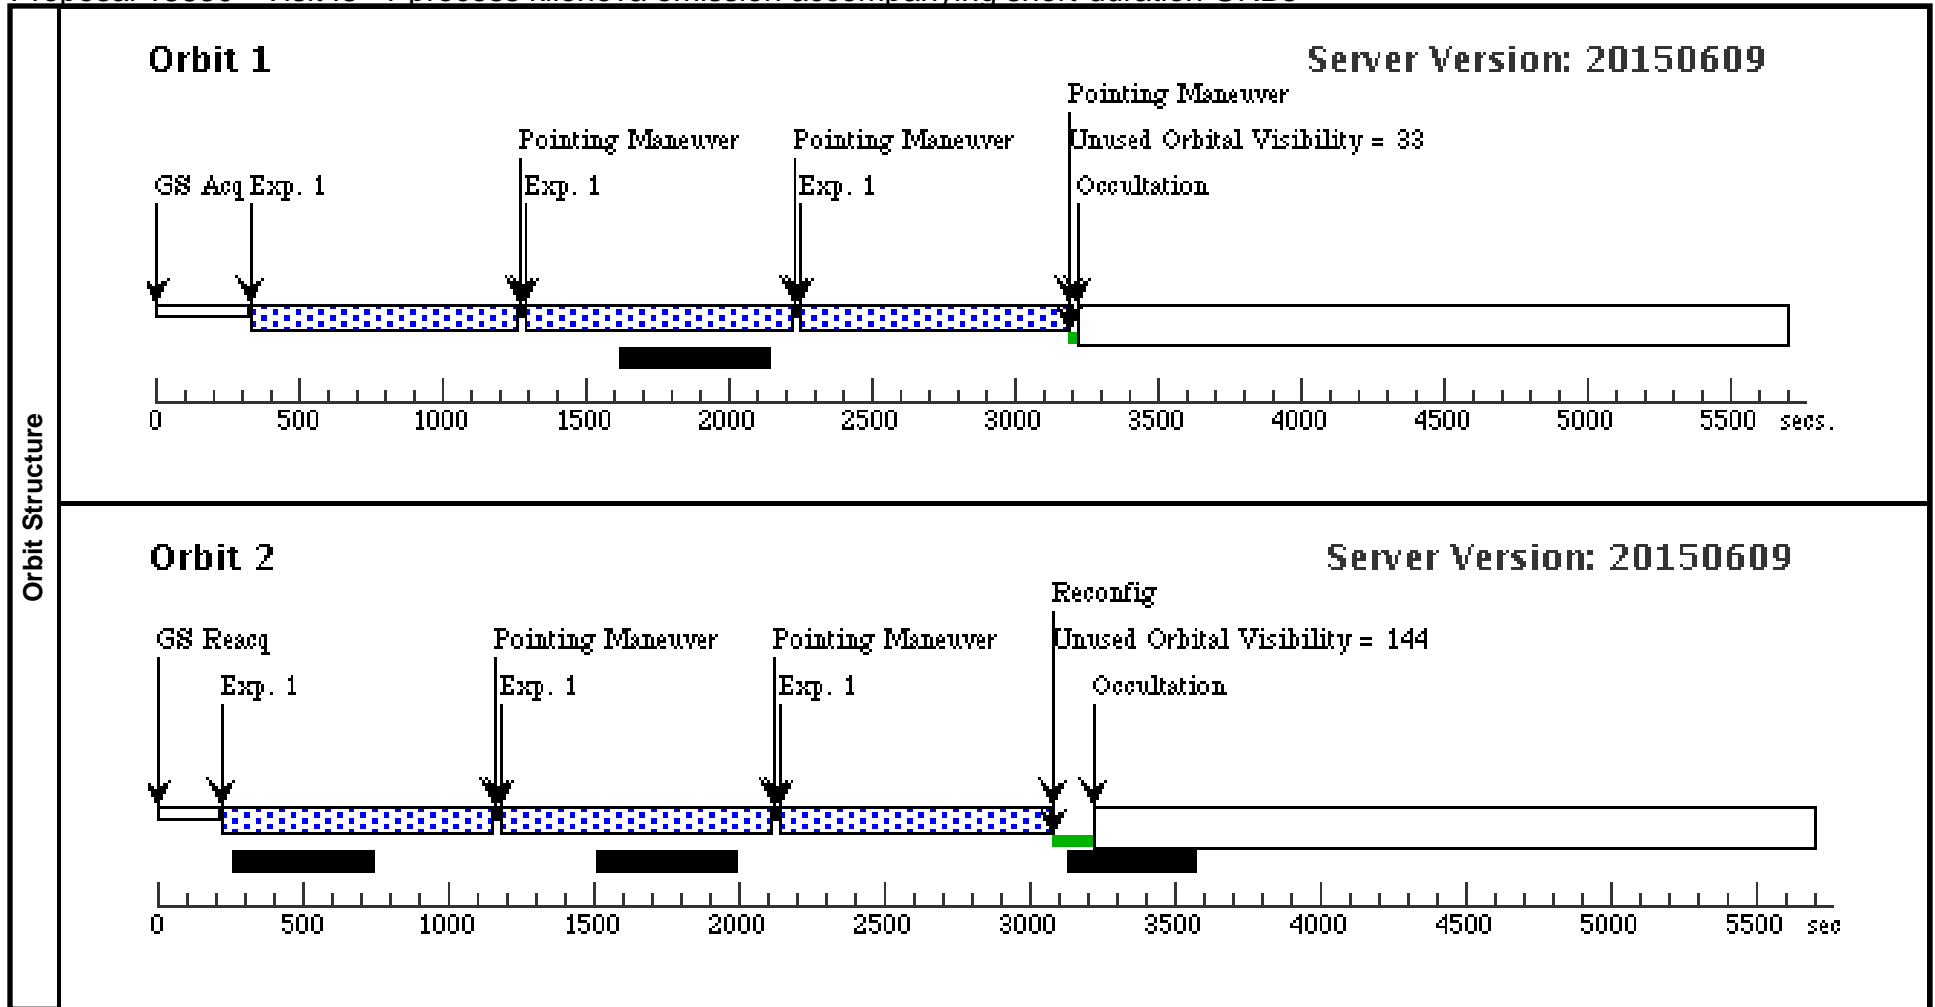 Orbit Structure
Orbit 1
Server Version: 20150609
Pointing Maneuver
Pointing Maneuver Pointing Maneuver Unused Orbital Visibility = 33
GS Acq Exp. 1 Exp. 1 Exp. 1 Occultation
0 500 1000 1500 2000 2500 3000 3500 4000 4500 5000 5500 secs.
Orbit 2
Server Version: 20150609
Reconfig
GS Reacq Pointing Maneuver Pointing Maneuver Unused Orbital Visibility = 144
Exp. 1 Exp. 1 Exp. 1 Occultation
0 500 1000 1500 2000 2500 3000 3500 4000 4500 5000 5500 sec